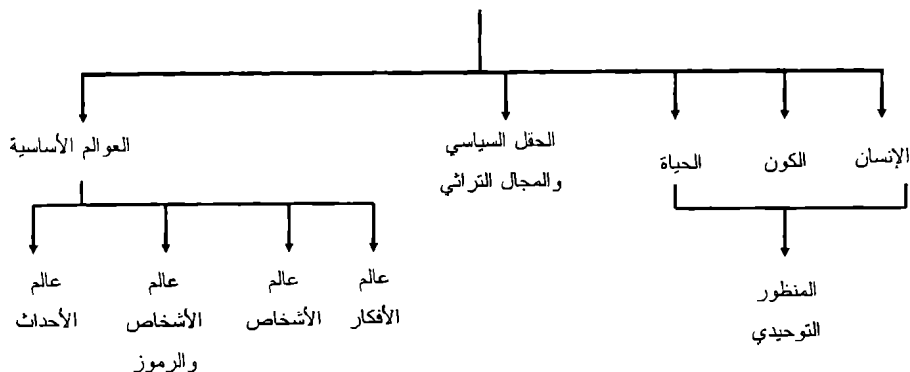 الإنسان
الكون
الحياة
الحقل السياسي
والمجال التراثي
العوالم الأساسية
المنظور
التوحيدي
عالم
الأفكار
عالم
الأشخاص
عالم
الأشخاص
والرموز
عالم
الأحداث